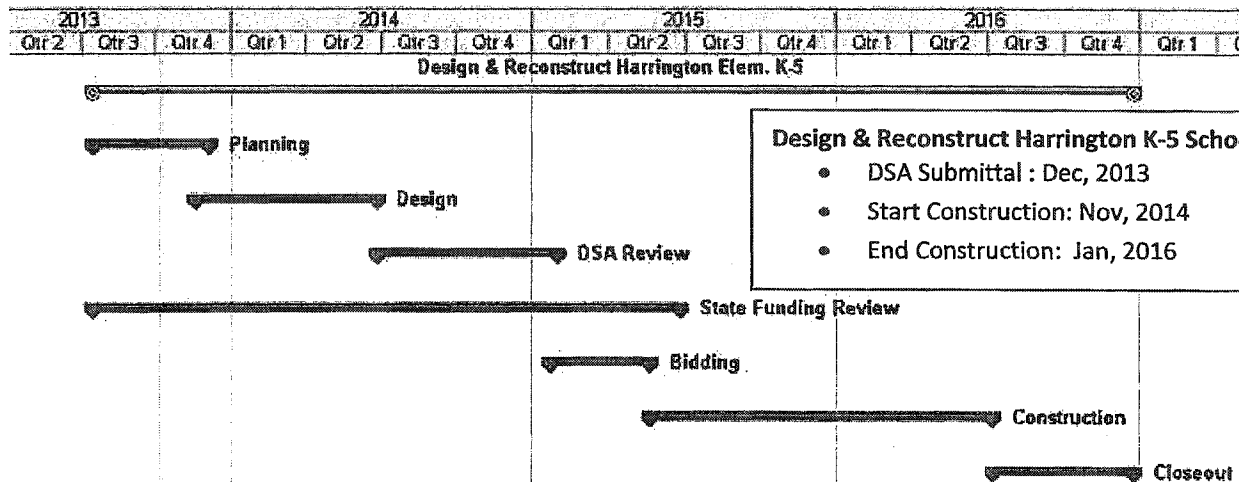 2013 2014 2015 2016
Qtr 2 Qtr 3 Qtr 4 Qtr 1 Qtr 2 Qtr 3 Qtr 4 Qtr 1 Qtr 2 Qtr 3 Qtr 4 Qtr 1 Qtr 2 Qtr 3 Qtr 4 Qtr 1
Design & Reconstruct Harrington Elem. K-5
Planning
Design
DSA Review
State Funding Review
Bidding
Construction
Closeout
Design & Reconstruct Harrington K-5 Scho
• DSA Submittal : Dec, 2013
• Start Construction: Nov, 2014
• End Construction: Jan, 2016